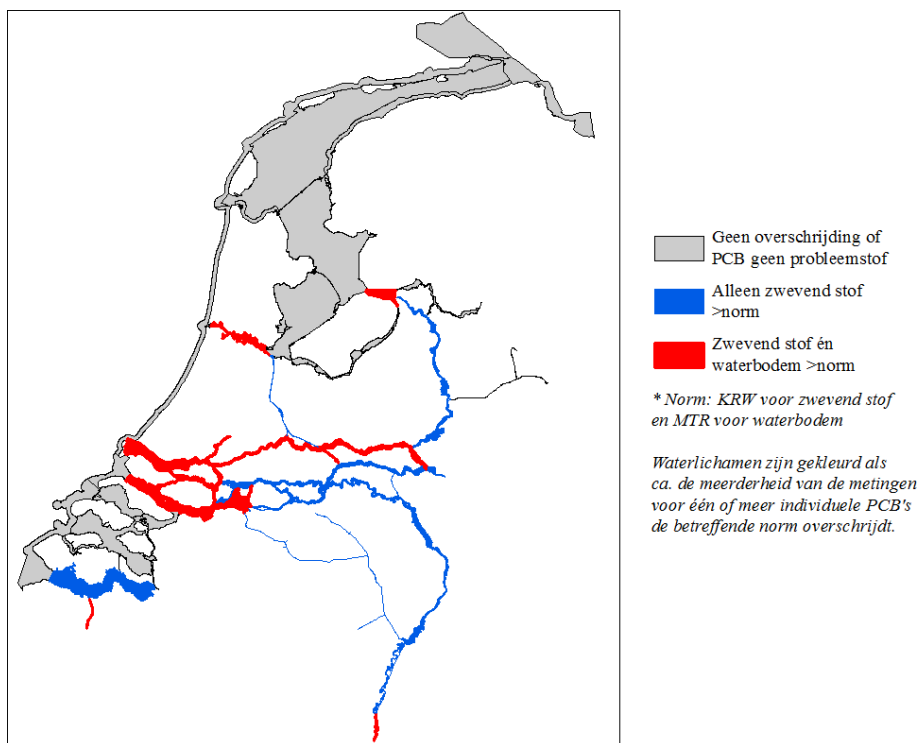 Geen overschrijding of
PCB geen probleemstof
Alleen zwevend stof
>norm
Zwevend stof én
waterbodem >norm
* Norm: KRW voor zwevend stof
en MTR voor waterbodem
Waterlichamen zijn gekleurd als
ca. de meerderheid van de metingen
voor één of meer individuele PCB's
de betreffende norm overschrijdt.